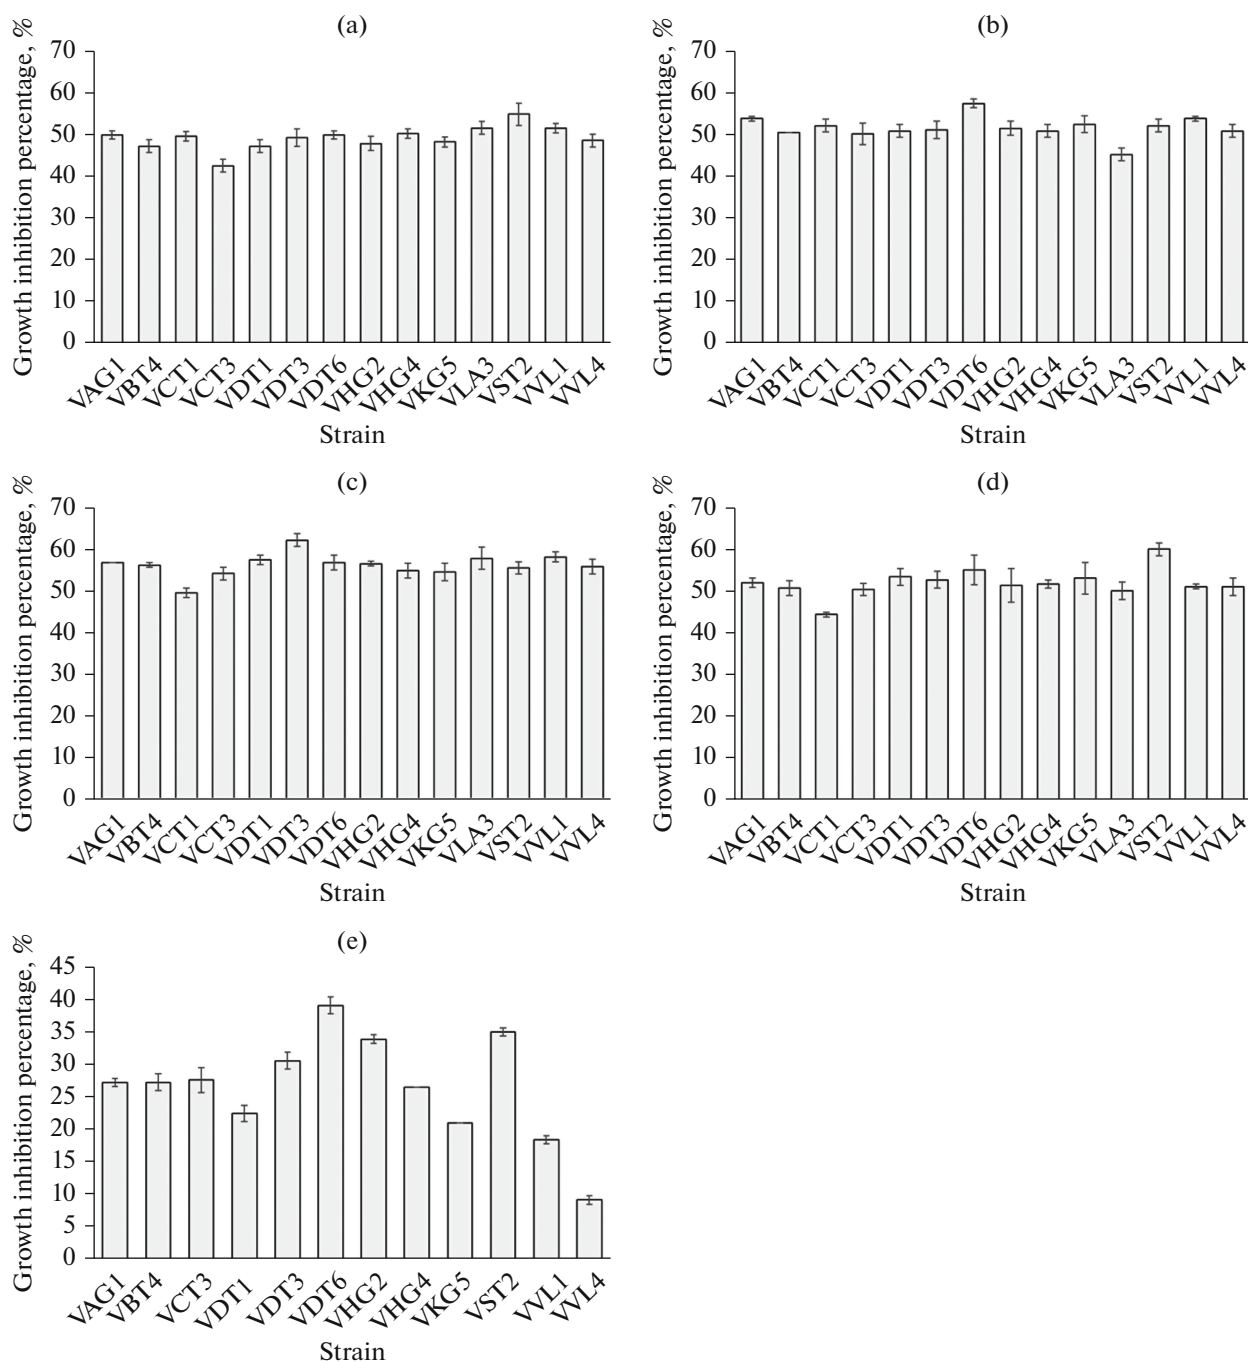 (a)
Growth inhibition percentage, %
70
60
50
40
30
20
10
0
VAG1 VBT4 VCT1 VCT3 VDT1 VDT3 VDT6 VHG2 VHG4 VKG5 VLA3 VST2 VVL1 VVL4
Strain
(b)
Growth inhibition percentage, %
70
60
50
40
30
20
10
0
VAG1 VBT4 VCT1 VCT3 VDT1 VDT3 VDT6 VHG2 VHG4 VKG5 VLA3 VST2 VVL1 VVL4
Strain
(c)
Growth inhibition percentage, %
70
60
50
40
30
20
10
0
VAG1 VBT4 VCT1 VCT3 VDT1 VDT3 VDT6 VHG2 VHG4 VKG5 VLA3 VST2 VVL1 VVL4
Strain
(d)
Growth inhibition percentage, %
70
60
50
40
30
20
10
0
VAG1 VBT4 VCT1 VCT3 VDT1 VDT3 VDT6 VHG2 VHG4 VKG5 VLA3 VST2 VVL1 VVL4
Strain
(e)
Growth inhibition percentage, %
45
40
35
30
25
20
15
10
5
0
VAG1 VBT4 VCT3 VDT1 VDT3 VDT6 VHG2 VHG4 VKG5 VST2 VVL1 VVL4
Strain